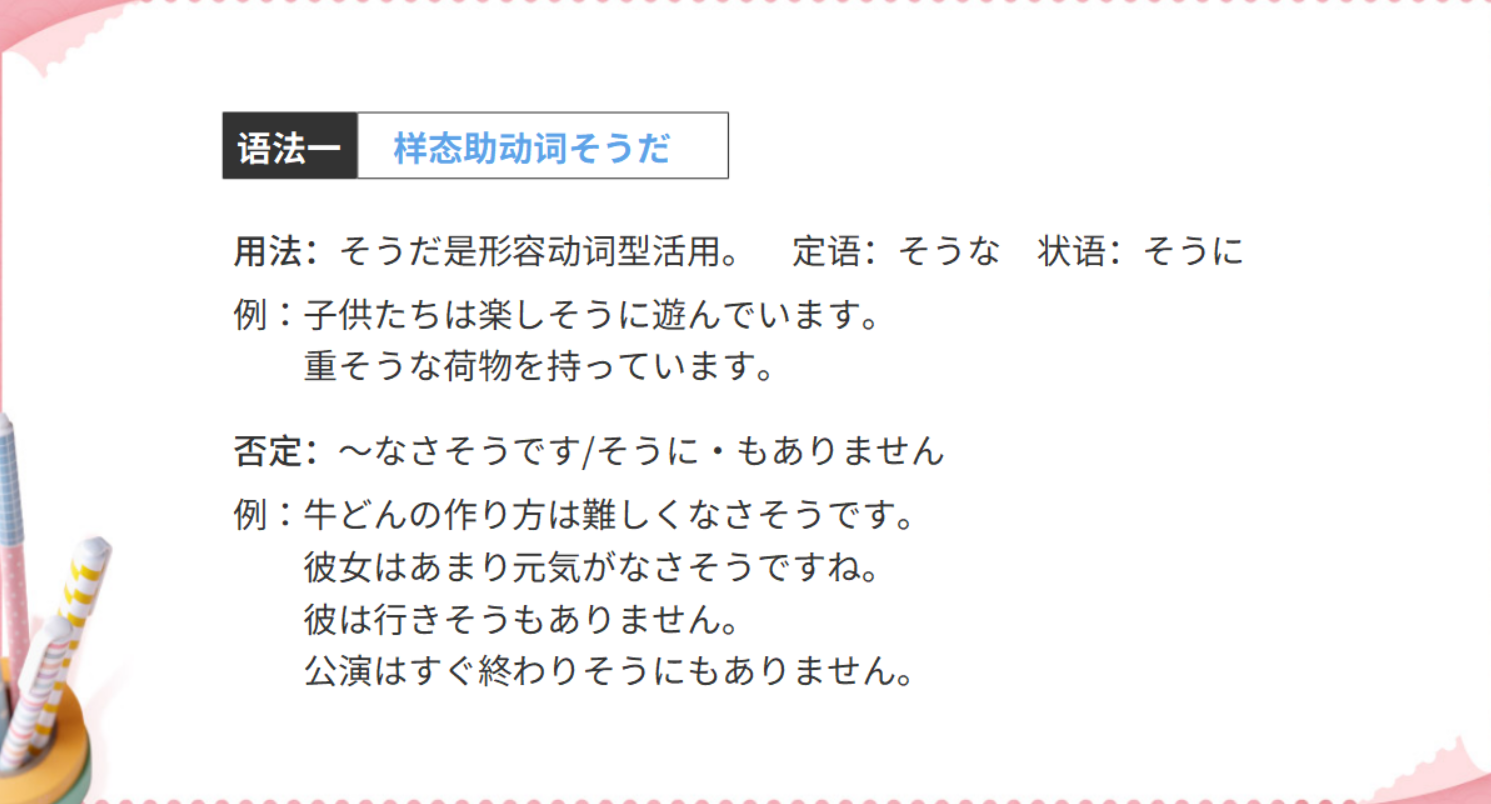 语法一 样态助动词そうだ
用法：そうだ是形容动词型活用。 定语：そうな 状语：そうに
例：子供たちは楽しそうに遊んでいます。
重そうな荷物を持っています。
否定：～なさそうです/そうに・もありません
例：牛どんの作り方は難しくなさそうです。
彼女はあまり元気がなさそうですね。
彼は行きそうもありません。
公演はすぐ終わりそうにもありません。